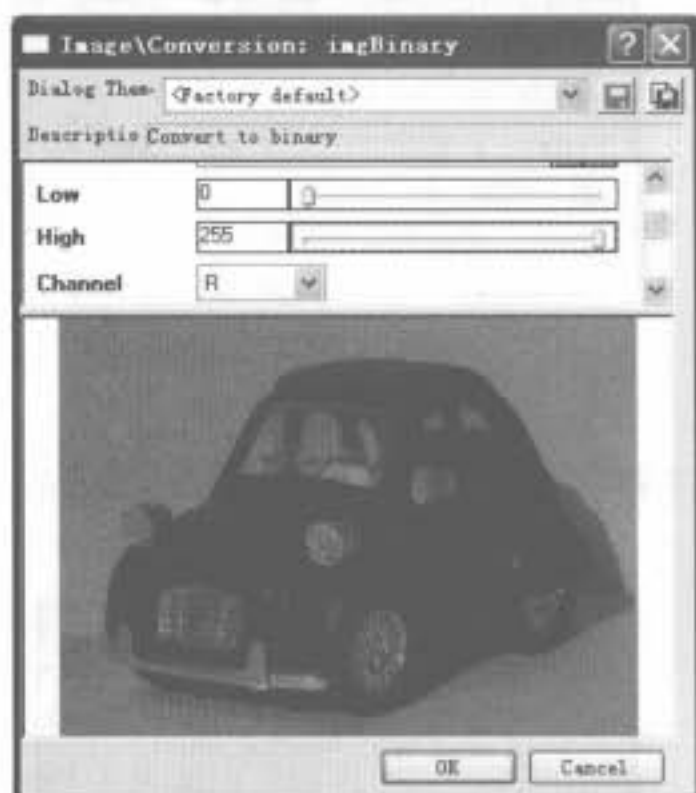 Image\Conversion: imgBinary
Dialog Them <Factory default>
Descriptio Convert to binary
Low 0
High 255
Channel R
OK Cancel